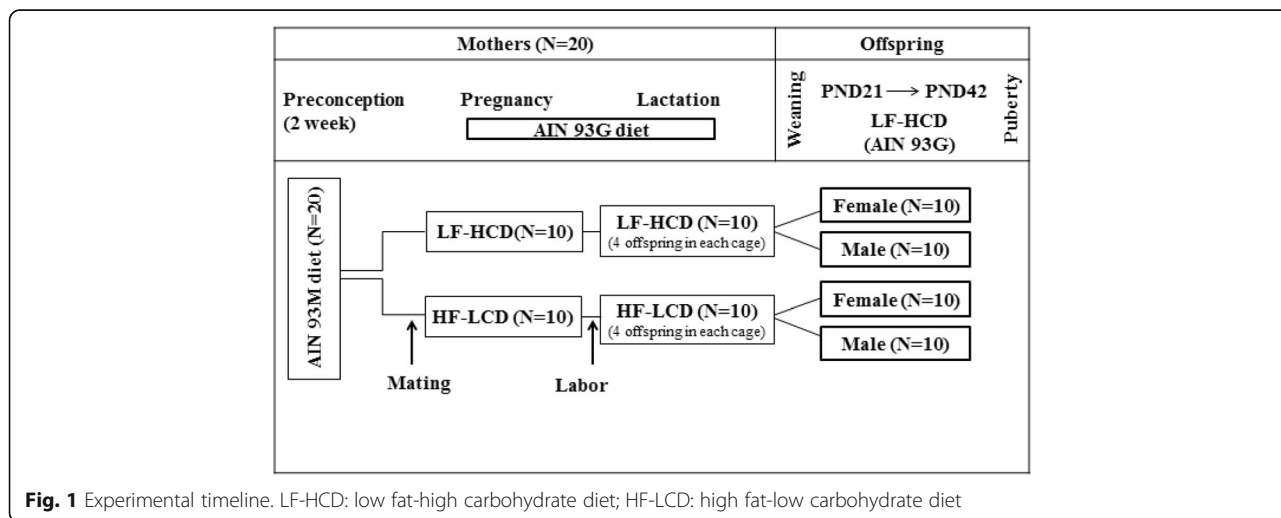 Mothers (N=20)
Offspring
Preconception
(2 week)
Pregnancy
Lactation
AIN 93G diet
Weaning
PND21 → PND42
LF-HCD
(AIN 93G)
Puberty
AIN 93M diet (N=20)
LF-HCD(N=10)
LF-HCD (N=10)
(4 offspring in each cage)
Female (N=10)
Male (N=10)
HF-LCD (N=10)
HF-LCD (N=10)
(4 offspring in each cage)
Female (N=10)
Male (N=10)
Mating
Labor
Fig. 1 Experimental timeline. LF-HCD: low fat-high carbohydrate diet; HF-LCD: high fat-low carbohydrate diet